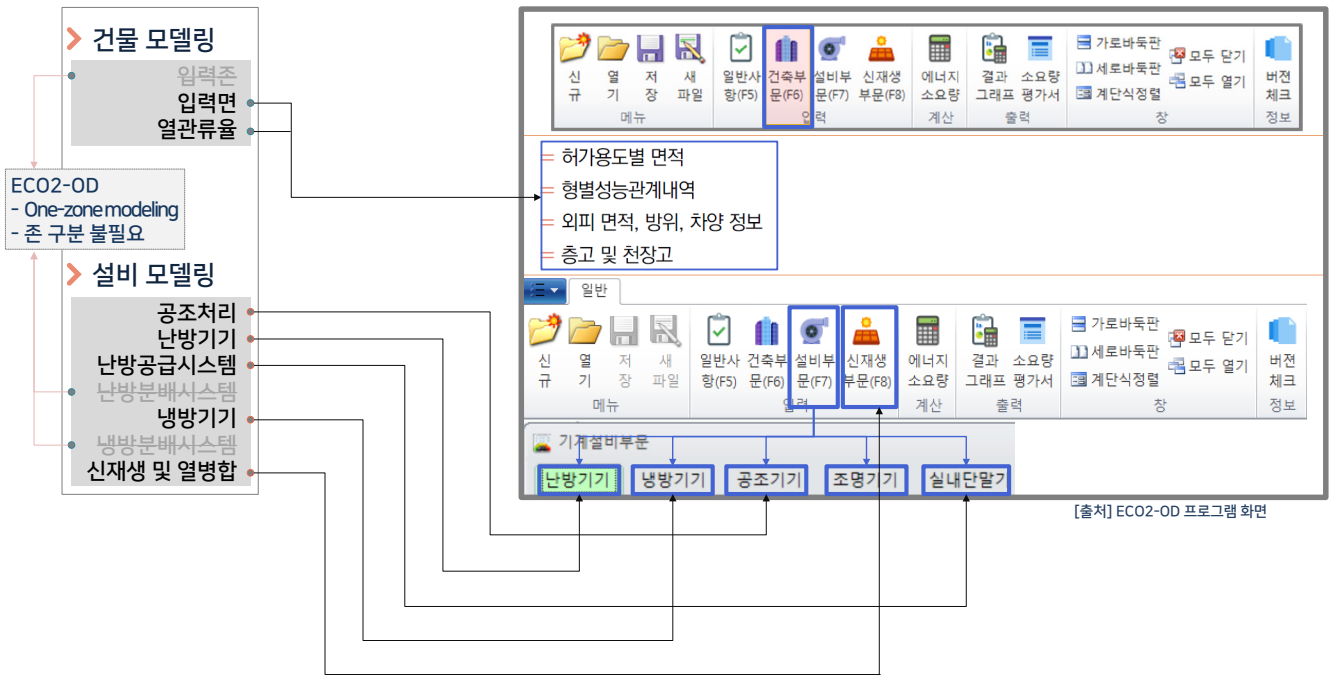 건물 모델링
입력존
입력면
열관류율
ECO2-OD
- One-zone modeling
- 존 구분 불필요
설비 모델링
공조처리
난방기기
난방공급시스템
난방분배시스템
냉방기기
냉방분배시스템
신재생 및 열병합
신규
열기
저장
새파일
메뉴
일반사항(F5)
건축부문(F6)
설비부문(F7)
신재생부문(F8)
입력
에너지소요량
계산
결과그래프
소요량평가서
출력
가로바둑판
세로바둑판
계단식정렬
모두 닫기
모두 열기
창
버젼체크
정보
허가용도별 면적
형별성능관계내역
외피 면적, 방위, 차양 정보
층고 및 천장고
일반
신규
열기
저장
새파일
메뉴
일반사항(F5)
건축부문(F6)
설비부문(F7)
신재생부문(F8)
입력
에너지소요량
계산
결과그래프
소요량평가서
출력
가로바둑판
세로바둑판
계단식정렬
모두 닫기
모두 열기
창
버젼체크
정보
기계설비부문
난방기기
냉방기기
공조기기
조명기기
실내단말기
[출처] ECO2-OD 프로그램 화면